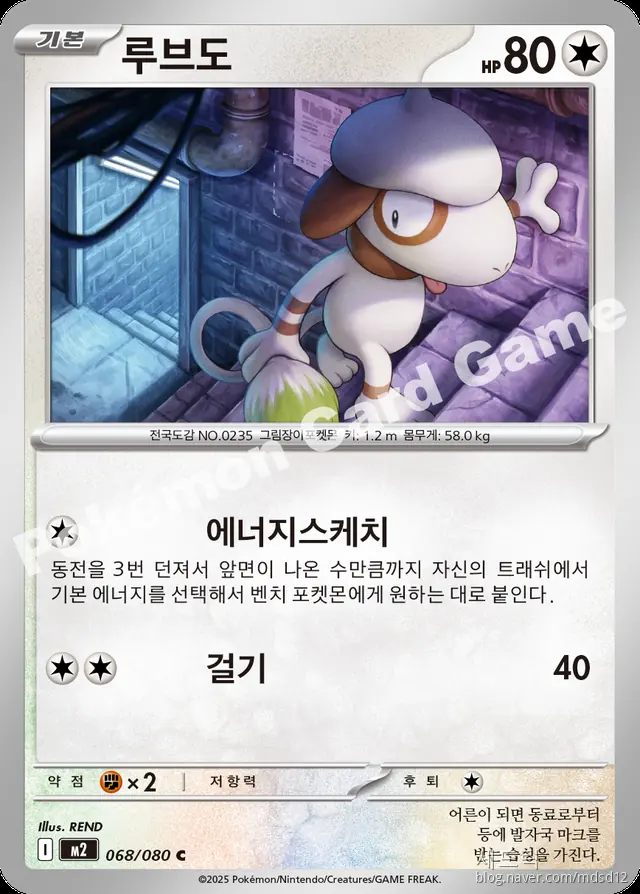 기본 루브도 HP 80
전국도감 NO.0235 그림장이포켓몬 키: 1.2 m 몸무게: 58.0 kg
Pokémon Card Game
에너지스케치
동전을 3번 던져서 앞면이 나온 수만큼까지 자신의 트래쉬에서
기본 에너지를 선택해서 벤치 포켓몬에게 원하는 대로 붙인다.
걸기 40
약점 ×2 저항력 후퇴
Illus. REND
어른이 되면 동료로부터
등에 발자국 마크를
받는 습성을 가진다.
I M2 068/080 C
©2025 Pokémon/Nintendo/Creatures/GAME FREAK.
blog.naver.com/mdsd12